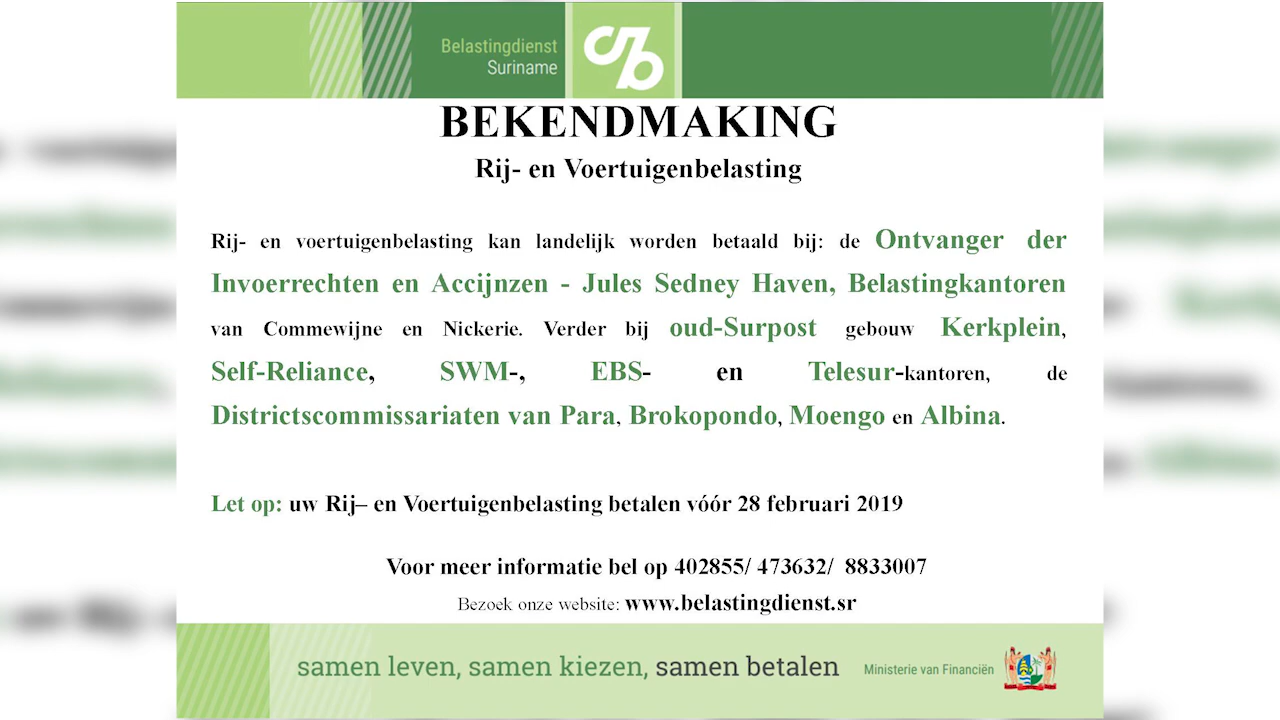 Belastingdienst
Suriname
BEKENDMAKING
Rij- en Voertuigenbelasting
Rij- en voertuigenbelasting kan landelijk worden betaald bij: de Ontvanger der
Invoerrechten en Accijnzen - Jules Sedney Haven, Belastingkantoren
van Commewijne en Nickerie. Verder bij oud-Surpost gebouw Kerkplein,
Self-Reliance, SWM-, EBS- en Telesur-kantoren, de
Districtscommissariaten van Para, Brokopondo, Moengo en Albina.
Let op: uw Rij– en Voertuigenbelasting betalen vóór 28 februari 2019
Voor meer informatie bel op 402855/ 473632/ 8833007
Bezoek onze website: www.belastingdienst.sr
samen leven, samen kiezen, samen betalen
Ministerie van Financiën